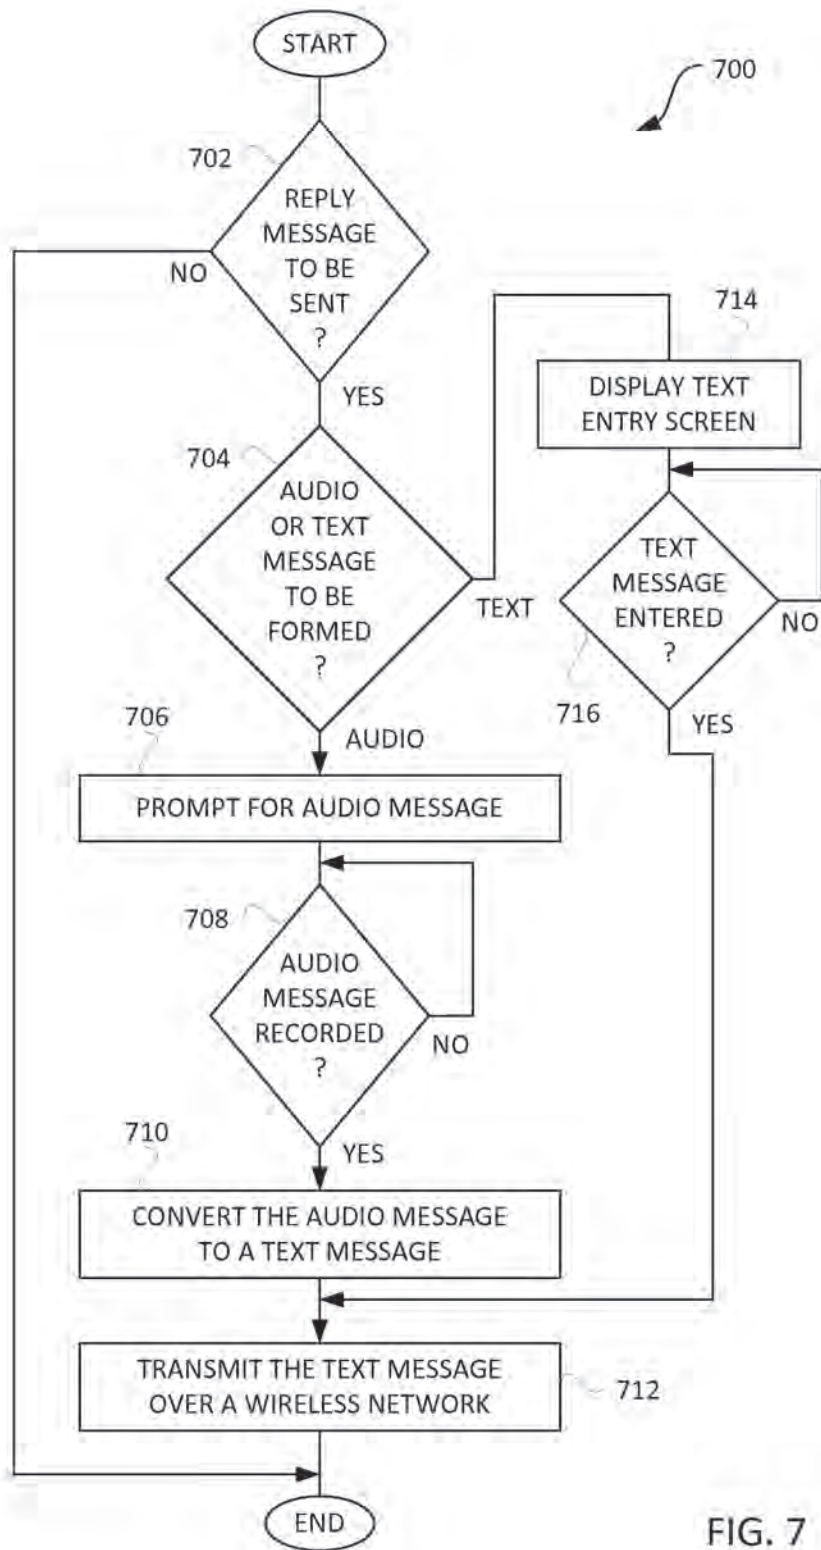 START
700
702
REPLY
MESSAGE
TO BE
SENT
?
NO
YES
714
DISPLAY TEXT
ENTRY SCREEN
704
AUDIO
OR TEXT
MESSAGE
TO BE
FORMED
?
TEXT
TEXT
MESSAGE
ENTERED
?
NO
716
YES
706
AUDIO
PROMPT FOR AUDIO MESSAGE
708
AUDIO
MESSAGE
RECORDED
?
NO
710
YES
CONVERT THE AUDIO MESSAGE
TO A TEXT MESSAGE
TRANSMIT THE TEXT MESSAGE
OVER A WIRELESS NETWORK
712
END
FIG. 7